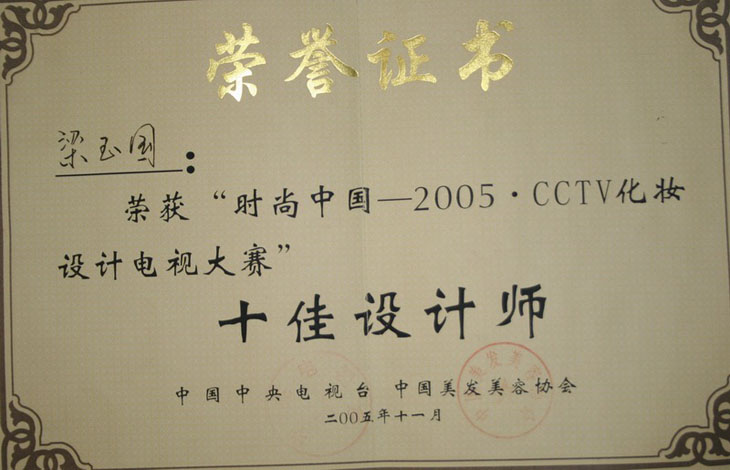 荣誉证书
梁玉国：
荣获“时尚中国—2005·CCTV化妆
设计电视大赛”
十佳设计师
中国中央电视台 中国美发美容协会
二00五年十一月